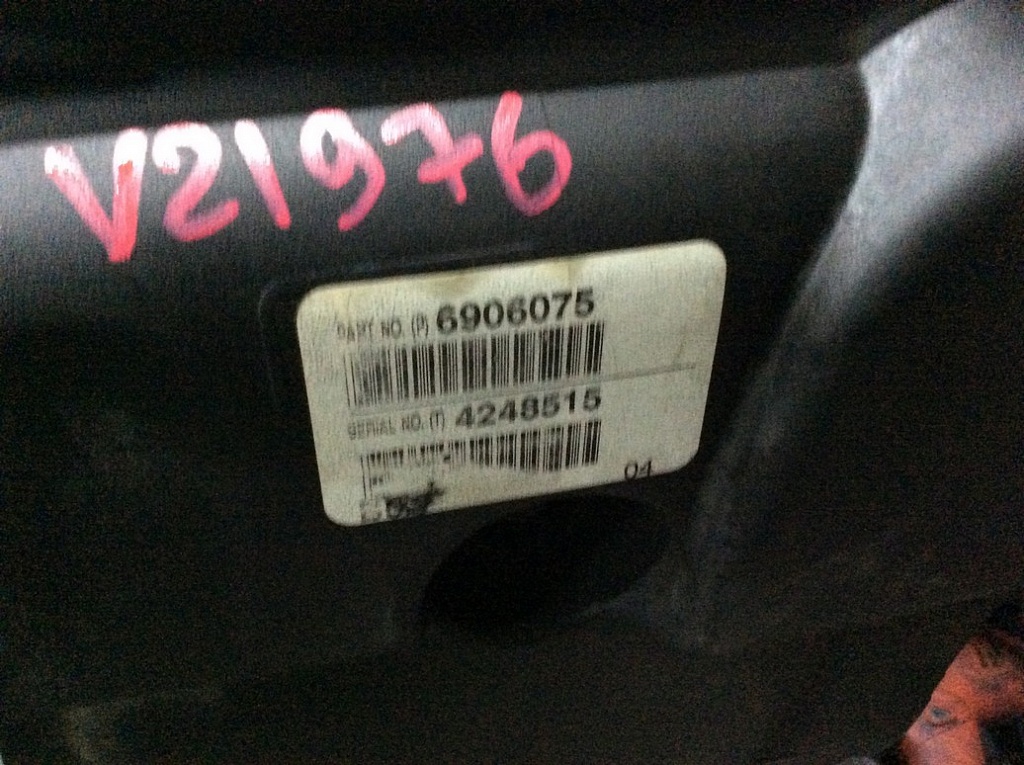 V21976
PART NO. (P) 6906075
SERIAL NO. (T) 4248515
04